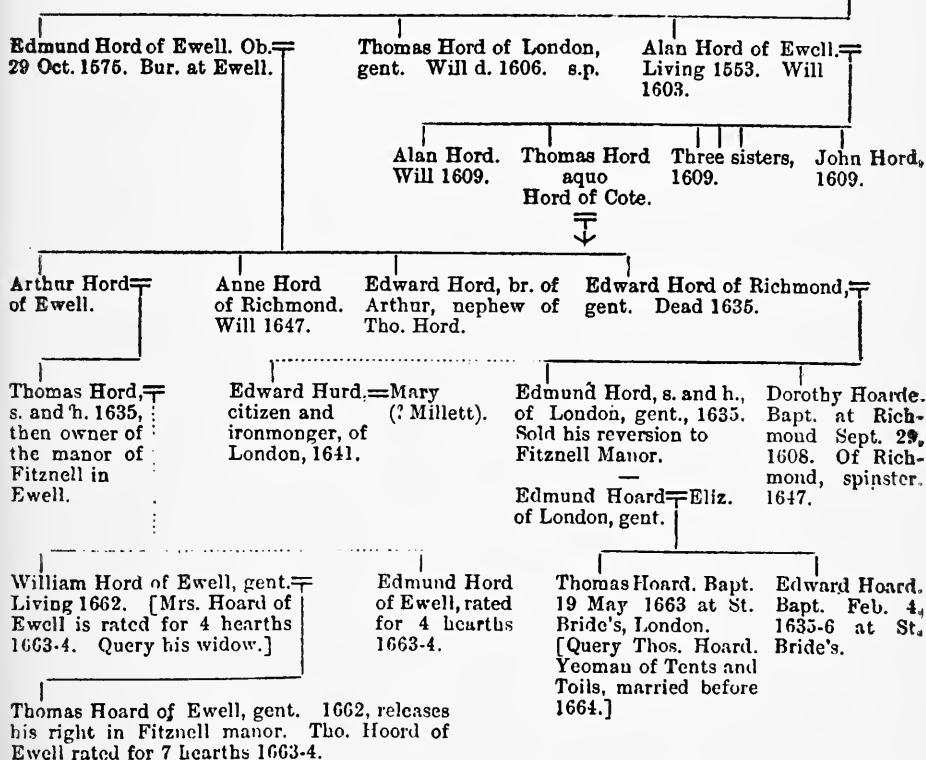 Edmund Hord of Ewell. Ob.
29 Oct. 1575. Bur. at Ewell.
Thomas Hord of London,
gent. Will d. 1606. s.p.
Alan Hord of Ewell.
Living 1553. Will
1603.
Alan Hord.
Will 1609.
Thomas Hord
aquo
Hord of Cote.
Three sisters,
1609.
John Hord,
1609.
Arthur Hord
of Ewell.
Anne Hord
of Richmond.
Will 1647.
Edward Hord, br. of
Arthur, nephew of
Tho. Hord.
Edward Hord of Richmond,
gent. Dead 1635.
Thomas Hord,
s. and h. 1635,
then owner of
the manor of
Fitznell in
Ewell.
Edward Hurd,=Mary
citizen and (? Millett).
ironmonger, of
London, 1641.
Edmund Hord, s. and h.,
of London, gent., 1635.
Sold his reversion to
Fitznell Manor.
—
Edmund Hoard=Eliz.
of London, gent.
Dorothy Hoarde.
Bapt. at Rich-
mond Sept. 29,
1608. Of Rich-
mond, spinster,
1647.
William Hord of Ewell, gent.
Living 1662. [Mrs. Hoard of
Ewell is rated for 4 hearths
1663-4. Query his widow.]
Edmund Hord
of Ewell, rated
for 4 hearths
1663-4.
Thomas Hoard. Bapt.
19 May 1663 at St.
Bride's, London.
[Query Thos. Hoard.
Yeoman of Tents and
Toils, married before
1664.]
Edward Hoard.
Bapt. Feb. 4,
1635-6 at St.
Bride's.
Thomas Hoard of Ewell, gent. 1662, releases
his right in Fitznell manor. Tho. Hoord of
Ewell rated for 7 hearths 1663-4.